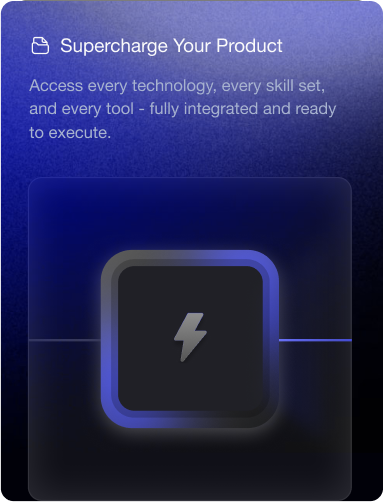 Supercharge Your Product
Access every technology, every skill set,
and every tool - fully integrated and ready
to execute.